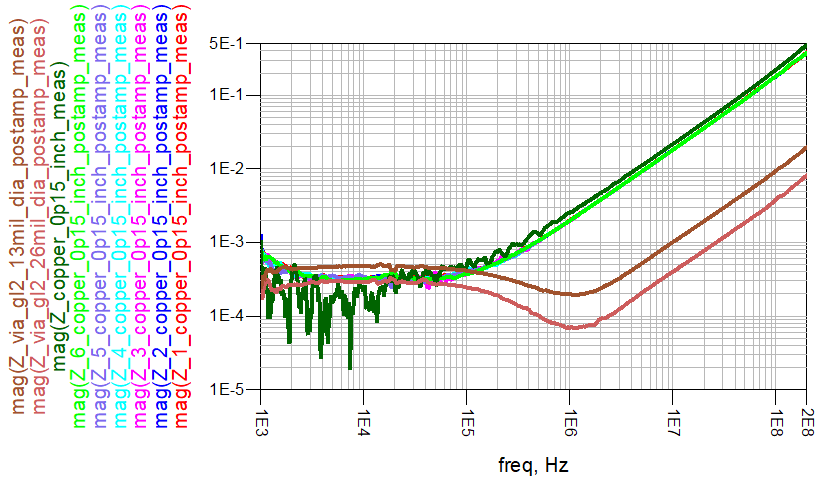 mag(Z_via_gl2_13mil_dia_postamp_meas)
mag(Z_via_gl2_26mil_dia_postamp_meas)
mag(Z_copper_0p15_inch_meas)
mag(Z_6_copper_0p15_inch_postamp_meas)
mag(Z_5_copper_0p15_inch_postamp_meas)
mag(Z_4_copper_0p15_inch_postamp_meas)
mag(Z_3_copper_0p15_inch_postamp_meas)
mag(Z_2_copper_0p15_inch_postamp_meas)
mag(Z_1_copper_0p15_inch_postamp_meas)
5E-1
1E-1
1E-2
1E-3
1E-4
1E-5
1E3
1E4
1E5
1E6
1E7
1E8
2E8
freq, Hz